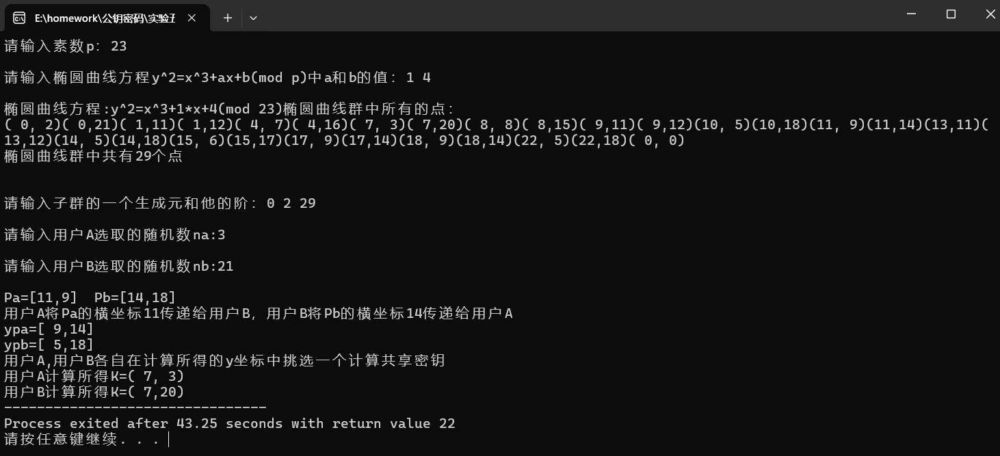 E:\homework\公钥密码\实验五
请输入素数p: 23
请输入椭圆曲线方程y^2=x^3+ax+b(mod p)中a和b的值: 1 4
椭圆曲线方程:y^2=x^3+1*x+4(mod 23)椭圆曲线群中所有的点:
( 0, 2)( 0,21)( 1,11)( 1,12)( 4, 7)( 4,16)( 7, 3)( 7,20)( 8, 8)( 8,15)( 9,11)( 9,12)(10, 5)(10,18)(11, 9)(11,14)(13,11)(
13,12)(14, 5)(14,18)(15, 6)(15,17)(17, 9)(17,14)(18, 9)(18,14)(22, 5)(22,18)( 0, 0)
椭圆曲线群中共有29个点
请输入子群的一个生成元和他的阶: 0 2 29
请输入用户A选取的随机数na:3
请输入用户B选取的随机数nb:21
Pa=[11,9]  Pb=[14,18]
用户A将Pa的横坐标11传递给用户B, 用户B将Pb的横坐标14传递给用户A
ypa=[ 9,14]
ypb=[ 5,18]
用户A,用户B各自在计算所得的y坐标中挑选一个计算共享密钥
用户A计算所得K=( 7, 3)
用户B计算所得K=( 7,20)
--------------------------------
Process exited after 43.25 seconds with return value 22
请按任意键继续. . .